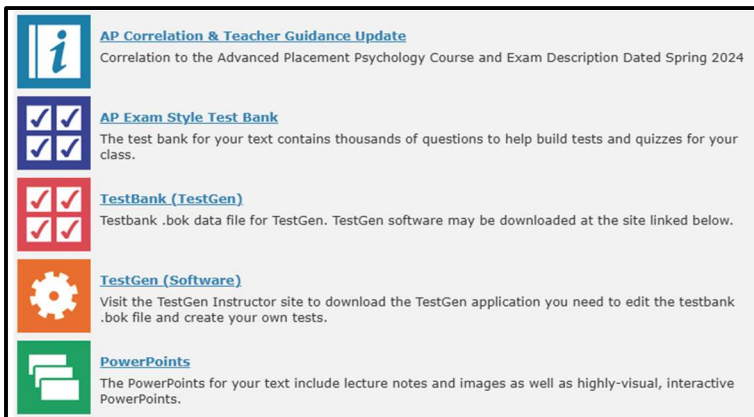 AP Correlation & Teacher Guidance Update
Correlation to the Advanced Placement Psychology Course and Exam Description Dated Spring 2024
AP Exam Style Test Bank
The test bank for your text contains thousands of questions to help build tests and quizzes for your
class.
TestBank (TestGen)
Testbank .bok data file for TestGen. TestGen software may be downloaded at the site linked below.
TestGen (Software)
Visit the TestGen Instructor site to download the TestGen application you need to edit the testbank
.bok file and create your own tests.
PowerPoints
The PowerPoints for your text include lecture notes and images as well as highly-visual, interactive
PowerPoints.